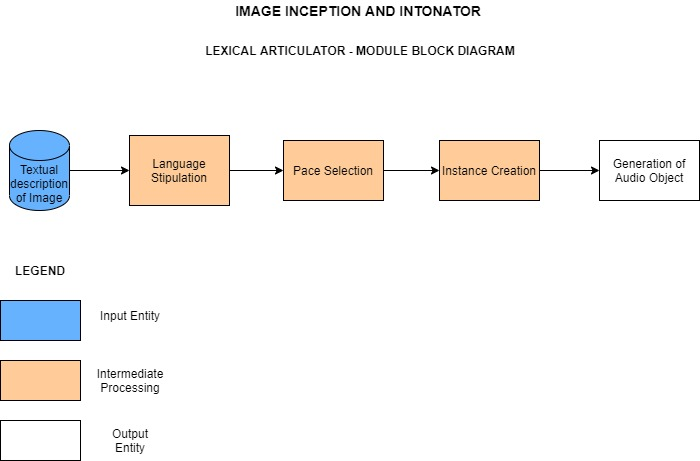 IMAGE INCEPTION AND INTONATOR
LEXICAL ARTICULATOR - MODULE BLOCK DIAGRAM
Textual
description
of Image
Language
Stipulation
Pace Selection
Instance Creation
Generation of
Audio Object
LEGEND
Input Entity
Intermediate
Processing
Output
Entity